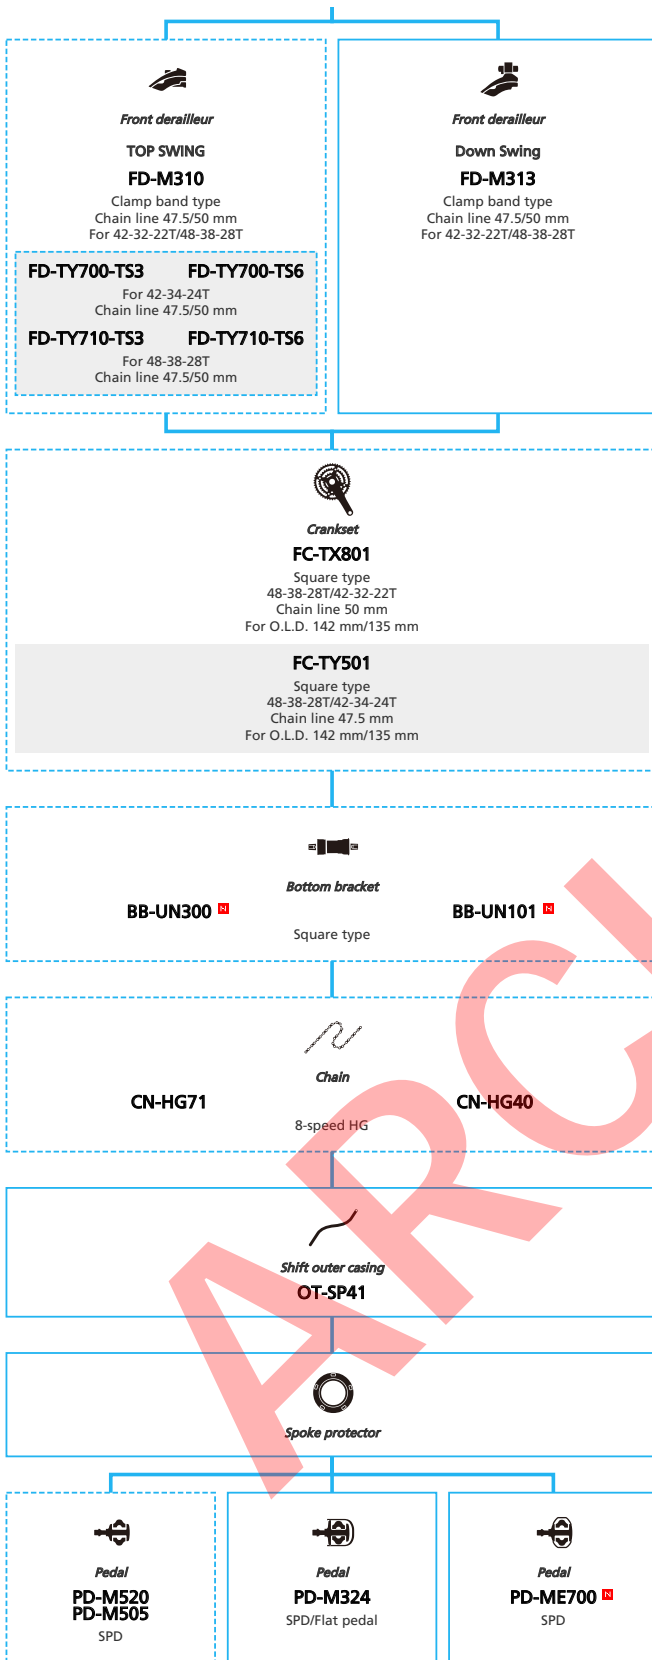 Front derailleur
TOP SWING
FD-M310
Clamp band type
Chain line 47.5/50 mm
For 42-32-22T/48-38-28T
FD-TY700-TS3 FD-TY700-TS6
For 42-34-24T
Chain line 47.5/50 mm
FD-TY710-TS3 FD-TY710-TS6
For 48-38-28T
Chain line 47.5/50 mm
Front derailleur
Down Swing
FD-M313
Clamp band type
Chain line 47.5/50 mm
For 42-32-22T/48-38-28T
Crankset
FC-TX801
Square type
48-38-28T/42-32-22T
Chain line 50 mm
For O.L.D. 142 mm/135 mm
FC-TY501
Square type
48-38-28T/42-34-24T
Chain line 47.5 mm
For O.L.D. 142 mm/135 mm
Bottom bracket
BB-UN300 N BB-UN101 N
Square type
Chain
CN-HG71 CN-HG40
8-speed HG
Shift outer casing
OT-SP41
Spoke protector
Pedal
PD-M520
PD-M505
SPD
Pedal
PD-M324
SPD/Flat pedal
Pedal
PD-ME700 N
SPD